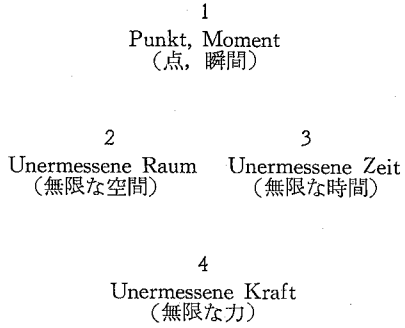 1
Punkt, Moment
（点，瞬間）
2
Unermessene Raum
（無限な空間）
3
Unermessene Zeit
（無限な時間）
4
Unermessene Kraft
（無限な力）